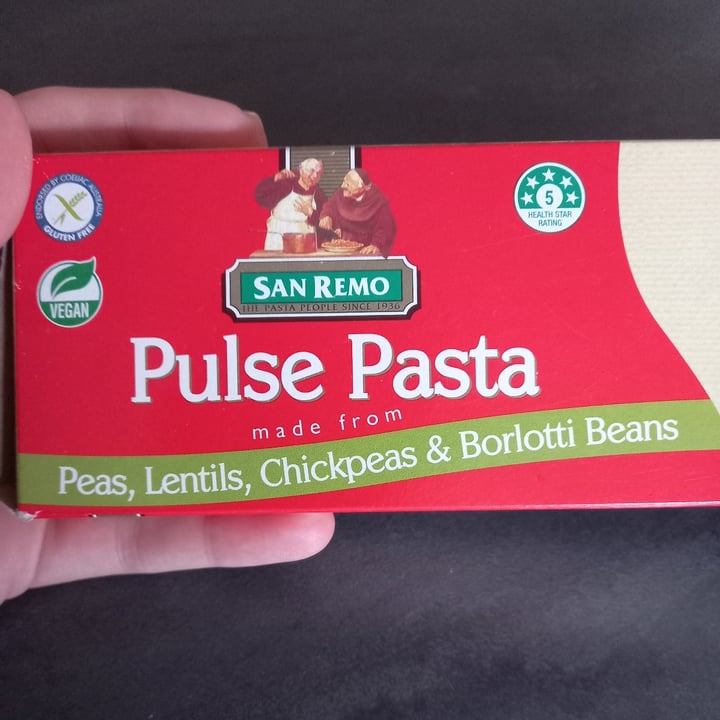 ENDORSED BY COELIAC AUSTRALIA
GLUTEN FREE
VEGAN
SAN REMO
THE PASTA PEOPLE SINCE 1936
5
HEALTH STAR
RATING
Pulse Pasta
made from
Peas, Lentils, Chickpeas & Borlotti Beans